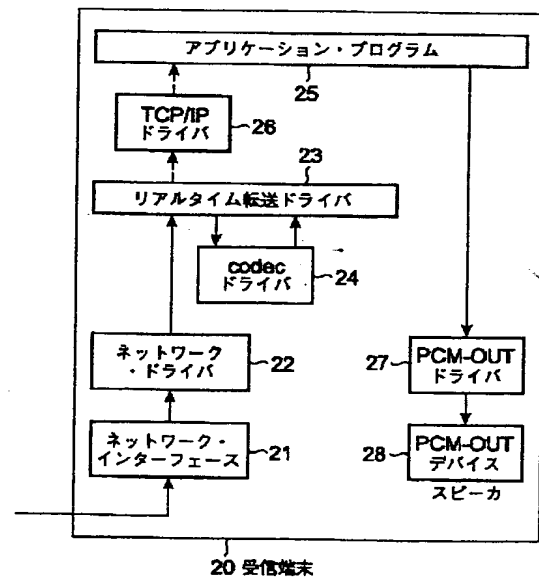 アプリケーション・プログラム
25
TCP/IP
ドライバ
26
23
リアルタイム転送ドライバ
codec
ドライバ
24
ネットワーク
・ドライバ
22
27
PCM-OUT
ドライバ
ネットワーク・
インターフェース
21
28
PCM-OUT
デバイス
スピーカ
20 受信端末